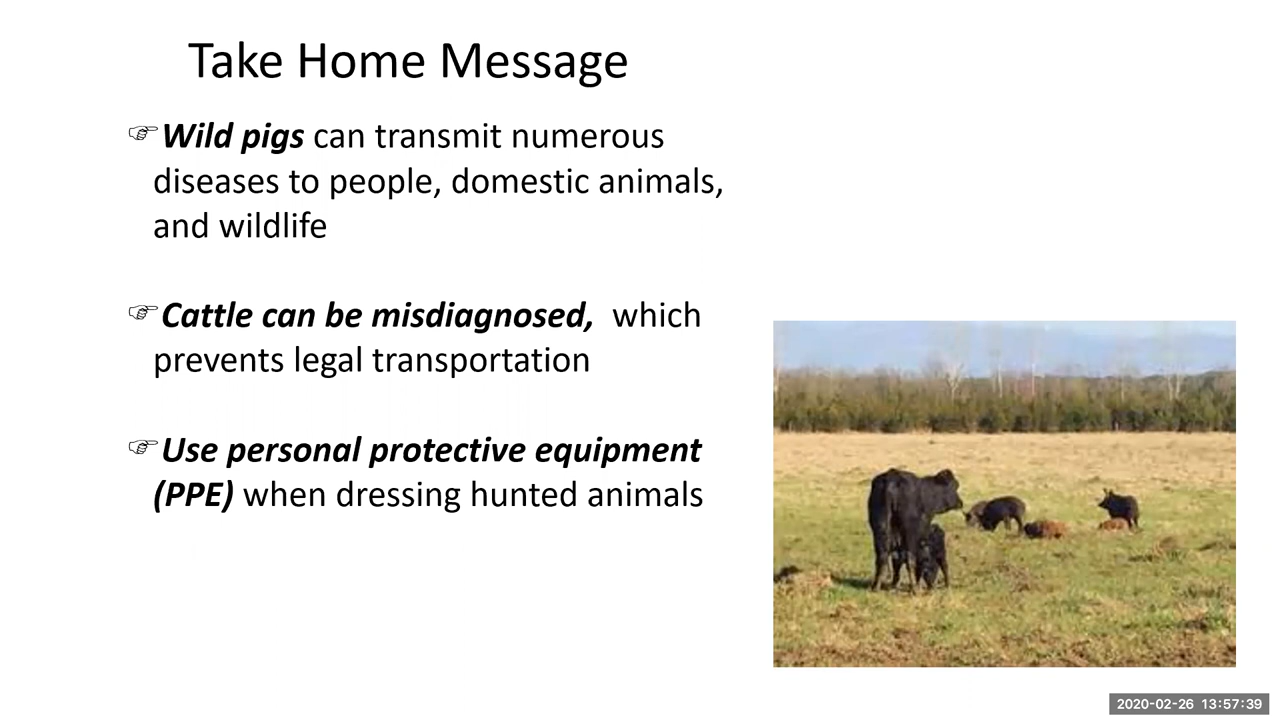 Take Home Message
☞Wild pigs can transmit numerous
diseases to people, domestic animals,
and wildlife
☞Cattle can be misdiagnosed, which
prevents legal transportation
☞Use personal protective equipment
(PPE) when dressing hunted animals
2020-02-26 13:57:39